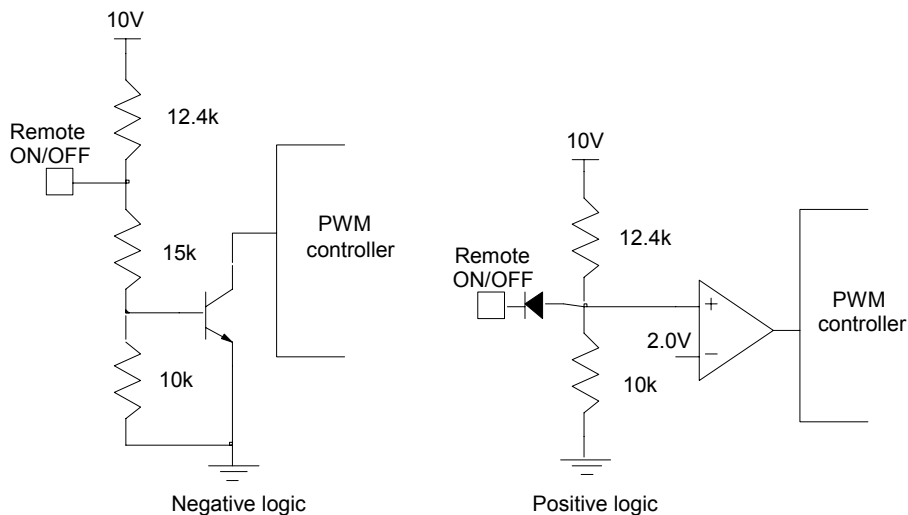 10V
12.4k
Remote
ON/OFF
15k
PWM
controller
10k
Negative logic
10V
12.4k
Remote
ON/OFF
+
2.0V
−
10k
PWM
controller
Positive logic